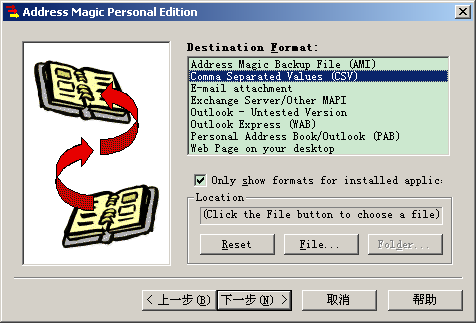 Address Magic Personal Edition
Destination Format:
Address Magic Backup File (AMI)
Comma Separated Values (CSV)
E-mail attachment
Exchange Server/Other MAPI
Outlook - Untested Version
Outlook Express (WAB)
Personal Address Book/Outlook (PAB)
Web Page on your desktop
Only show formats for installed applic:
Location
(Click the File button to choose a file)
Reset File... Folder...
< 上一步(B) 下一步(N) > 取消 帮助